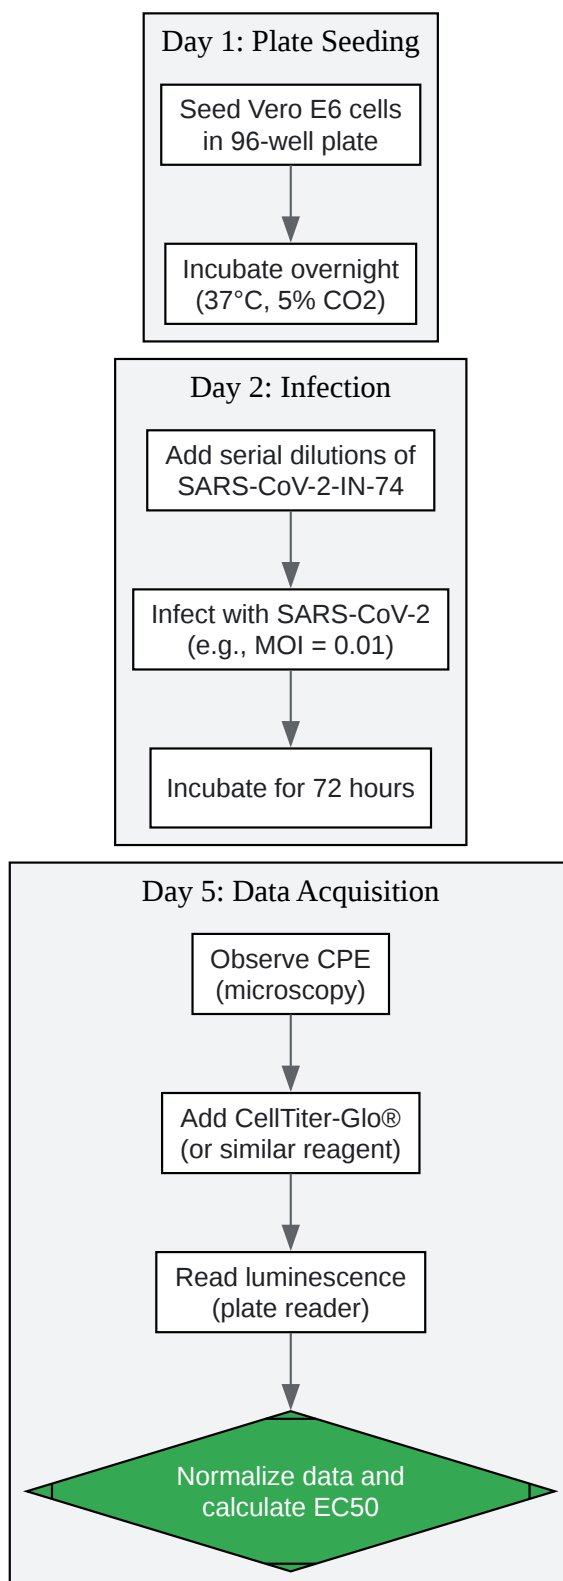 Day 1: Plate Seeding
Seed Vero E6 cells
in 96-well plate
Incubate overnight
(37°C, 5% CO2)
Day 2: Infection
Add serial dilutions of
SARS-CoV-2-IN-74
Infect with SARS-CoV-2
(e.g., MOI = 0.01)
Incubate for 72 hours
Day 5: Data Acquisition
Observe CPE
(microscopy)
Add CellTiter-Glo®
(or similar reagent)
Read luminescence
(plate reader)
Normalize data and
calculate EC50